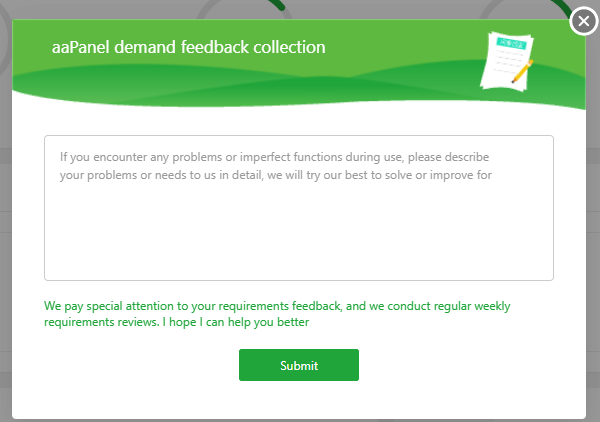 aaPanel demand feedback collection
If you encounter any problems or imperfect functions during use, please describe
your problems or needs to us in detail, we will try our best to solve or improve for
We pay special attention to your requirements feedback, and we conduct regular weekly
requirements reviews. I hope I can help you better
Submit